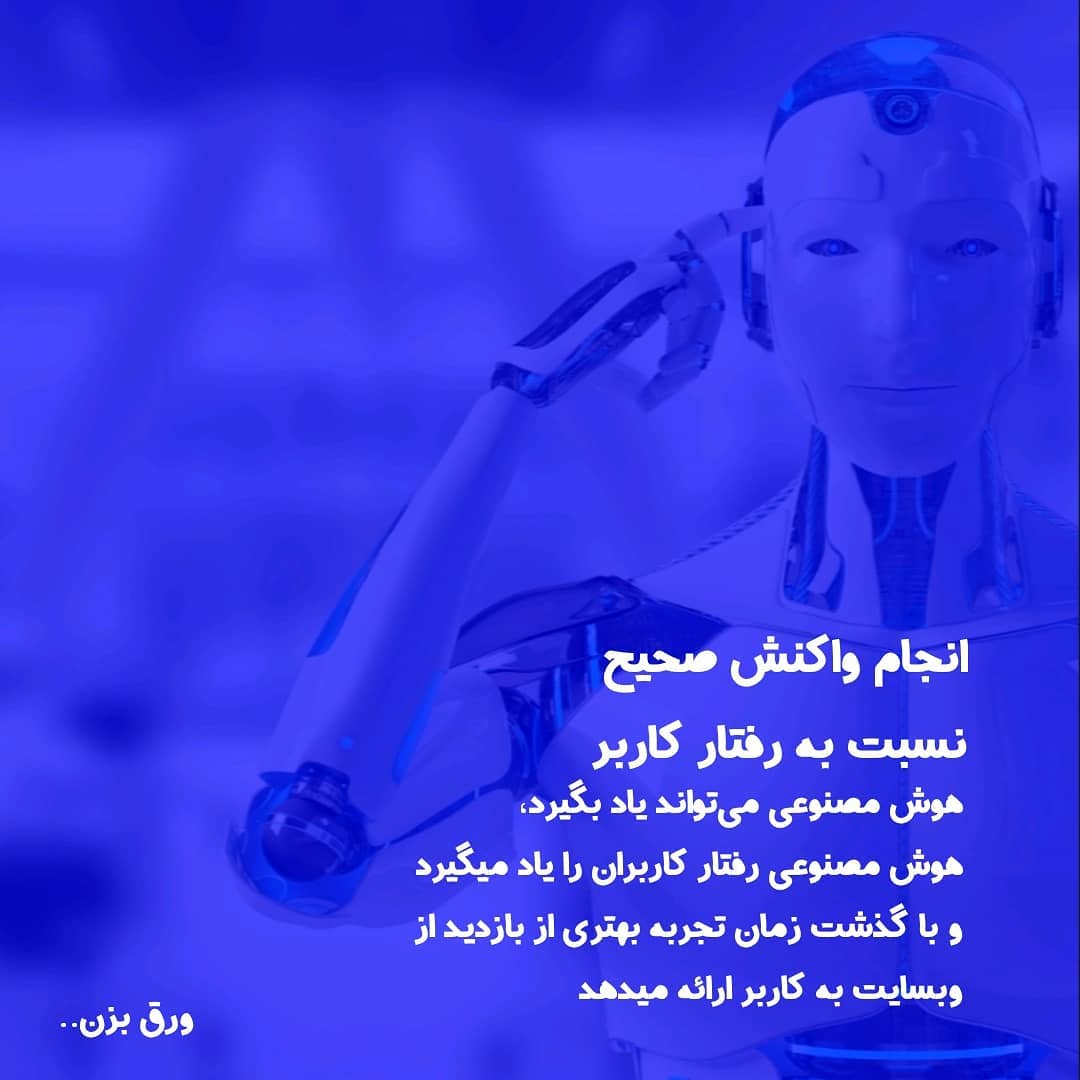 انجام واکنش صحیح
نسبت به رفتار کاربر
هوش مصنوعی می‌تواند یاد بگیرد،
هوش مصنوعی رفتار کاربران را یاد میگیرد
و با گذشت زمان تجربه بهتری از بازدید از
وبسایت به کاربر ارائه میدهد
ورق بزن..